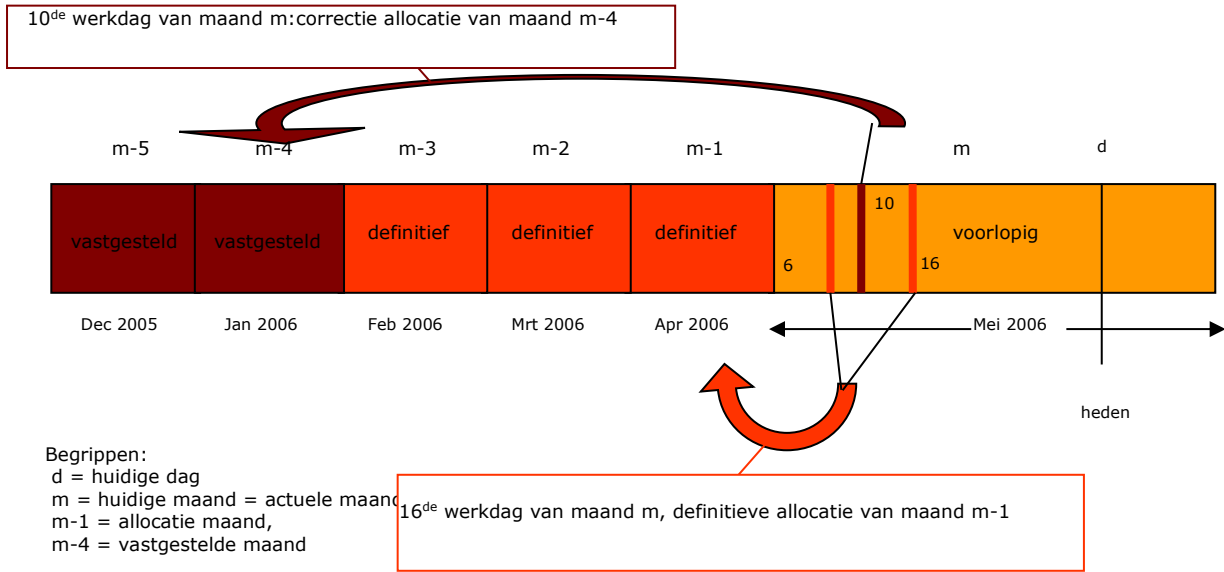 10de werkdag van maand m:correctie allocatie van maand m-4
m-5 m-4 m-3 m-2 m-1 m d
10
vastgesteld vastgesteld definitief definitief definitief voorlopig
6 16
Dec 2005 Jan 2006 Feb 2006 Mrt 2006 Apr 2006 Mei 2006
heden
Begrippen:
d = huidige dag
m = huidige maand = actuele maand
m-1 = allocatie maand,
m-4 = vastgestelde maand
16de werkdag van maand m, definitieve allocatie van maand m-1